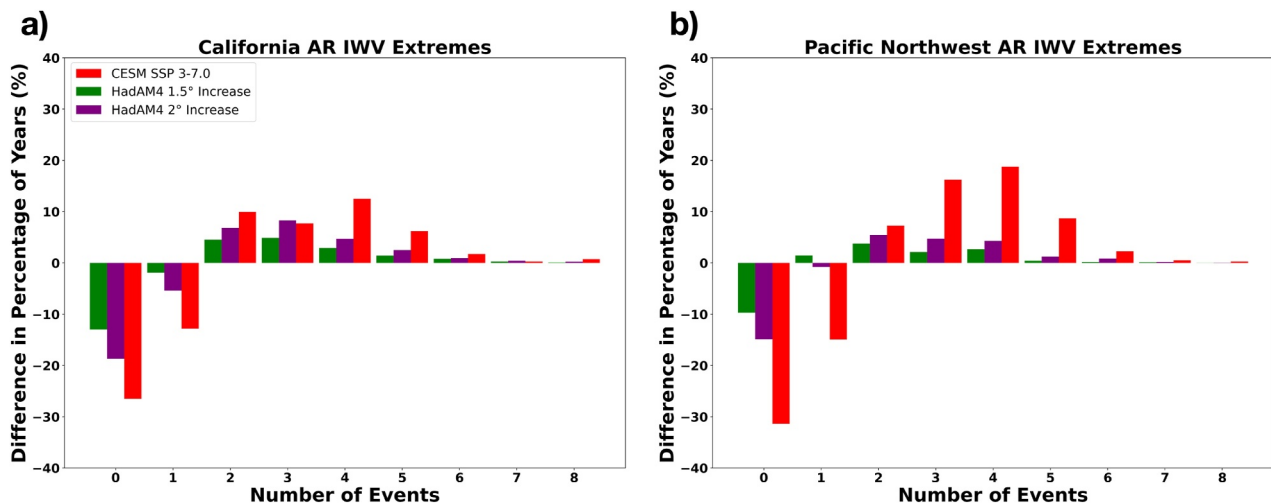 a)
California AR IWV Extremes
Difference in Percentage of Years (%)
40
30
20
10
0
−10
−20
−30
−40
CESM SSP 3-7.0
HadAM4 1.5° Increase
HadAM4 2° Increase
0 1 2 3 4 5 6 7 8
Number of Events
b)
Pacific Northwest AR IWV Extremes
Difference in Percentage of Years (%)
40
30
20
10
0
−10
−20
−30
−40
0 1 2 3 4 5 6 7 8
Number of Events